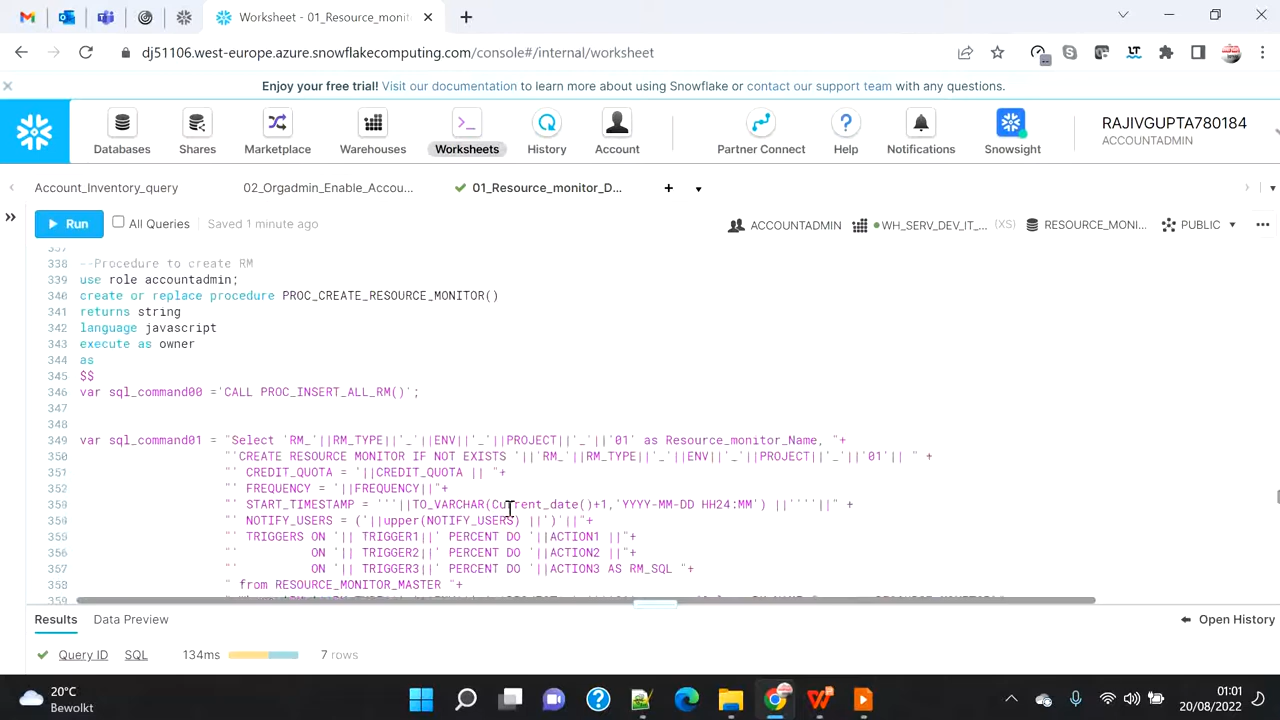 Worksheet - 01_Resource_monit
dj51106.west-europe.azure.snowflakecomputing.com/console#/internal/worksheet
Enjoy your free trial! Visit our documentation to learn more about using Snowflake or contact our support team with any questions.
Databases
Shares
Marketplace
Warehouses
Worksheets
History
Account
Partner Connect
Help
Notifications
Snowsight
RAJIVGUPTA780184
ACCOUNTADMIN
Account_Inventory_query
02_Orgadmin_Enable_Accou...
01_Resource_monitor_D...
Run
All Queries
Saved 1 minute ago
ACCOUNTADMIN
WH_SERV_DEV_IT_...
(XS)
RESOURCE_MONI...
PUBLIC
337
338 --Procedure to create RM
339 use role accountadmin;
340 create or replace procedure PROC_CREATE_RESOURCE_MONITOR()
341 returns string
342 language javascript
343 execute as owner
344 as
345 $$
346 var sql_command00 ='CALL PROC_INSERT_ALL_RM()';
347
348
349 var sql_command01 = "Select 'RM_'||RM_TYPE||'_'||ENV||'_'||PROJECT||'_'||'01' as Resource_monitor_Name, "+
350 "'CREATE RESOURCE MONITOR IF NOT EXISTS '||'RM_'||RM_TYPE||'_'||ENV||'_'||PROJECT||'_'||'01'|| " +
351 "' CREDIT_QUOTA = '||CREDIT_QUOTA || "+
352 "' FREQUENCY = '||FREQUENCY||"+
353 "' START_TIMESTAMP = '''||TO_VARCHAR(Current_date()+1,'YYYY-MM-DD HH24:MM') ||''''||" +
354 "' NOTIFY_USERS = ('||upper(NOTIFY_USERS) ||')'||"+
355 "' TRIGGERS ON '|| TRIGGER1||' PERCENT DO '||ACTION1 ||"+
356 "' ON '|| TRIGGER2||' PERCENT DO '||ACTION2 ||"+
357 "' ON '|| TRIGGER3||' PERCENT DO '||ACTION3 AS RM_SQL "+
358 " from RESOURCE_MONITOR_MASTER "+
359
Results
Data Preview
Open History
Query ID
SQL
134ms
7 rows
20°C
Bewolkt
01:01
20/08/2022